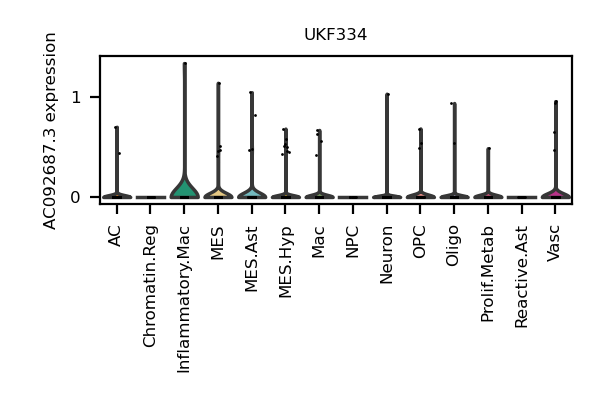 UKF334
AC092687.3 expression
1
0
AC
Chromatin.Reg
Inflammatory.Mac
MES
MES.Ast
MES.Hyp
Mac
NPC
Neuron
OPC
Oligo
Prolif.Metab
Reactive.Ast
Vasc